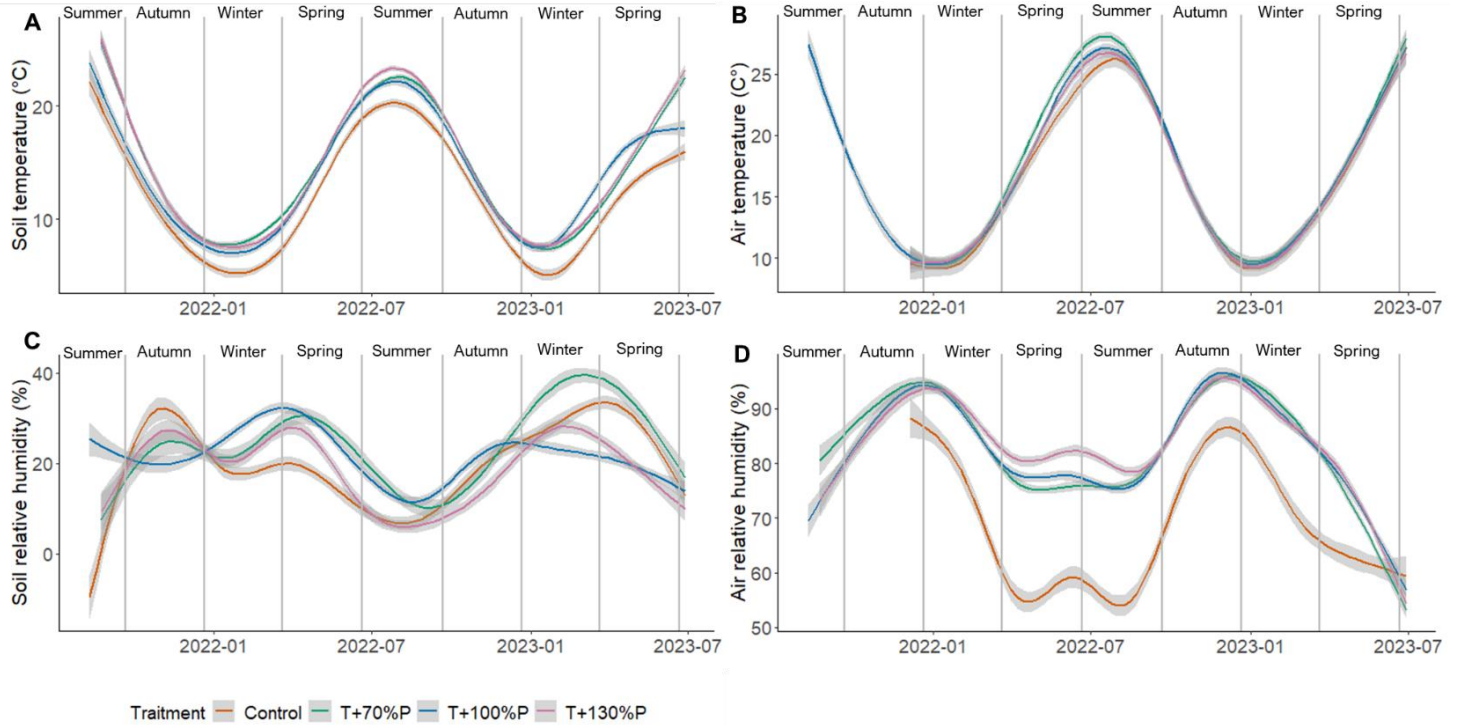 A
Summer Autumn Winter Spring Summer Autumn Winter Spring
Soil temperature (°C)
20
10
2022-01 2022-07 2023-01 2023-07
B
Summer Autumn Winter Spring Summer Autumn Winter Spring
Air temperature (C°)
25
20
15
10
2022-01 2022-07 2023-01 2023-07
C
Summer Autumn Winter Spring Summer Autumn Winter Spring
Soil relative humidity (%)
40
20
0
2022-01 2022-07 2023-01 2023-07
D
Summer Autumn Winter Spring Summer Autumn Winter Spring
Air relative humidity (%)
90
80
70
60
50
2022-01 2022-07 2023-01 2023-07
Traitment Control T+70%P T+100%P T+130%P